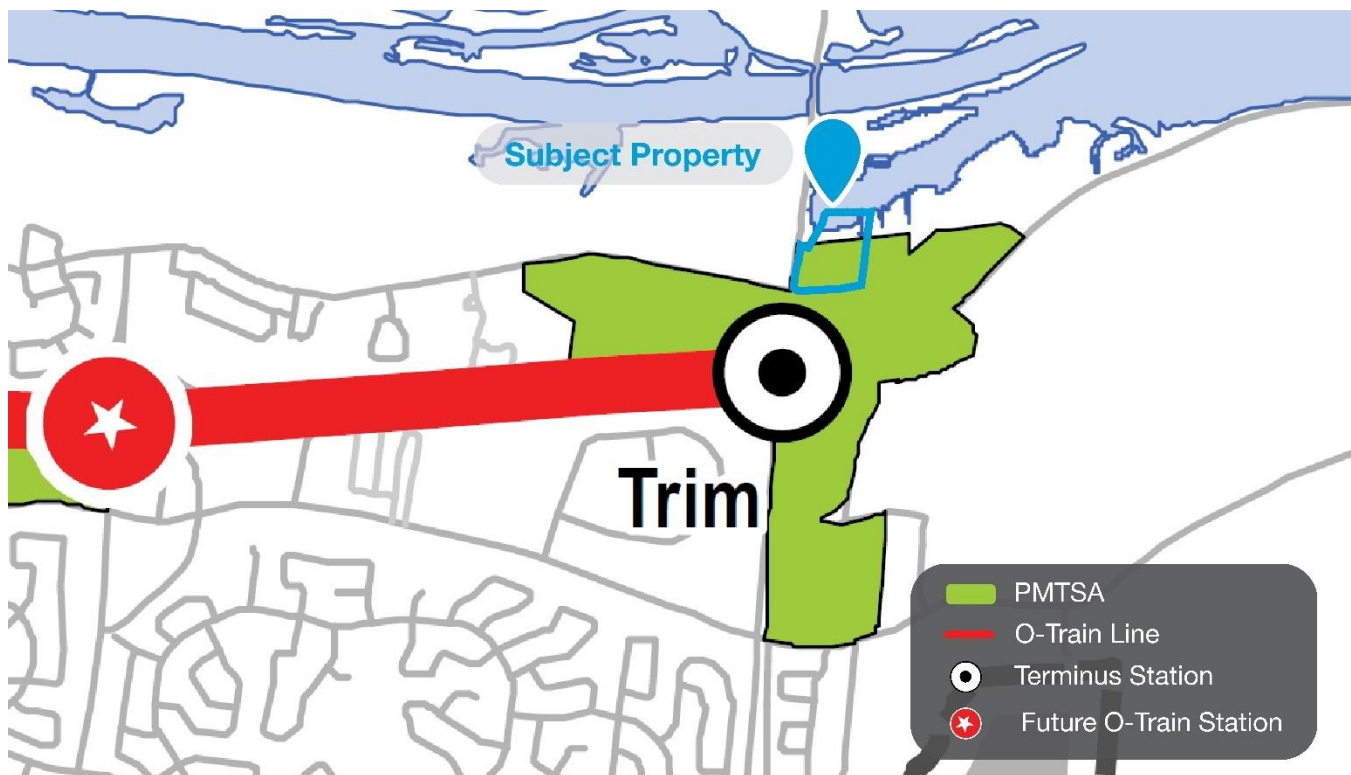 Subject Property
Trim
PMTSA
O-Train Line
Terminus Station
Future O-Train Station